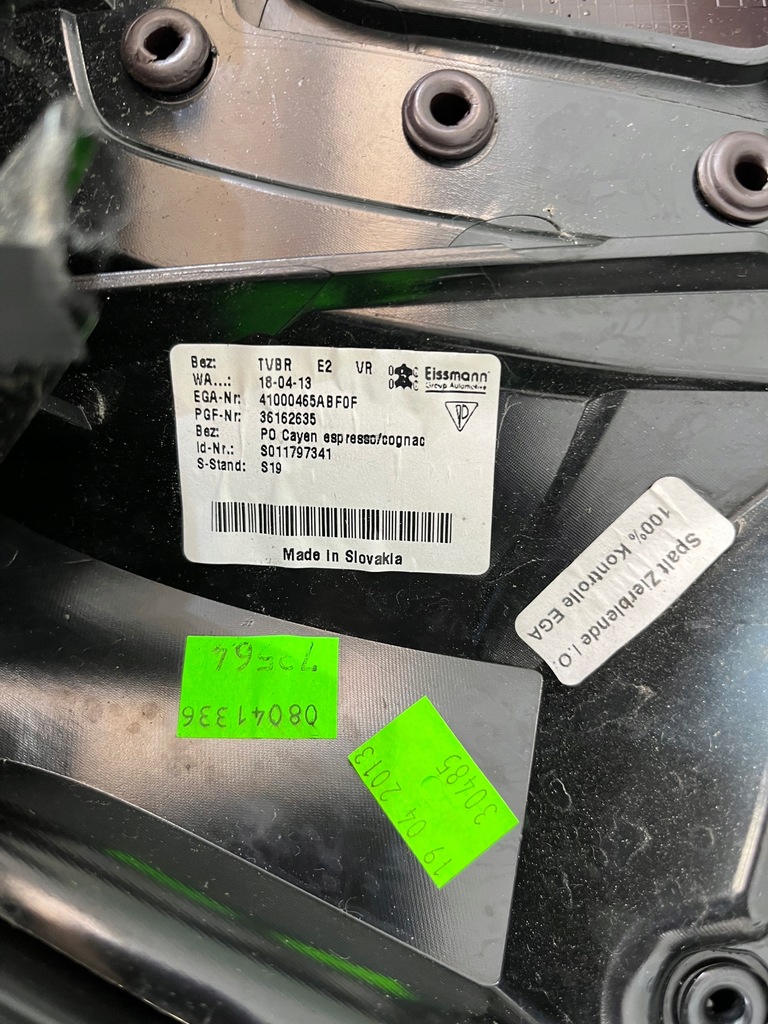 Bez: TVBR E2 VR
WA...: 18-04-13
EGA-Nr: 41000465ABF0F
PGF-Nr: 36162635
Bez: PO Cayen espresso/cognac
Id-Nr.: S011797341
S-Stand: S19
Eissmann
Group Automotive
Made in Slovakia
Spalt Zierblende i.O.
100% Kontrolle EGA
08041336
19 04 2013
30485